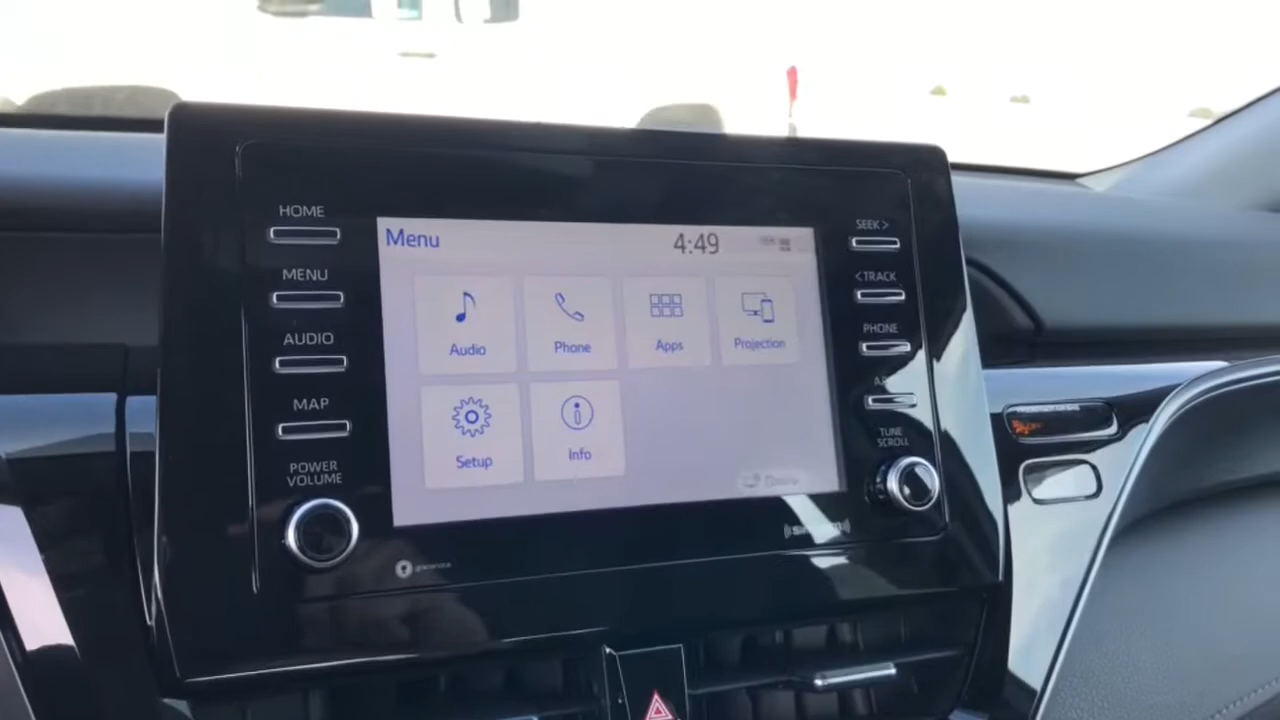 HOME
MENU
AUDIO
MAP
POWER
VOLUME
Menu
4:49
Audio
Phone
Apps
Projection
Setup
Info
SEEK >
< TRACK
PHONE
TUNE
SCROLL
gracenote